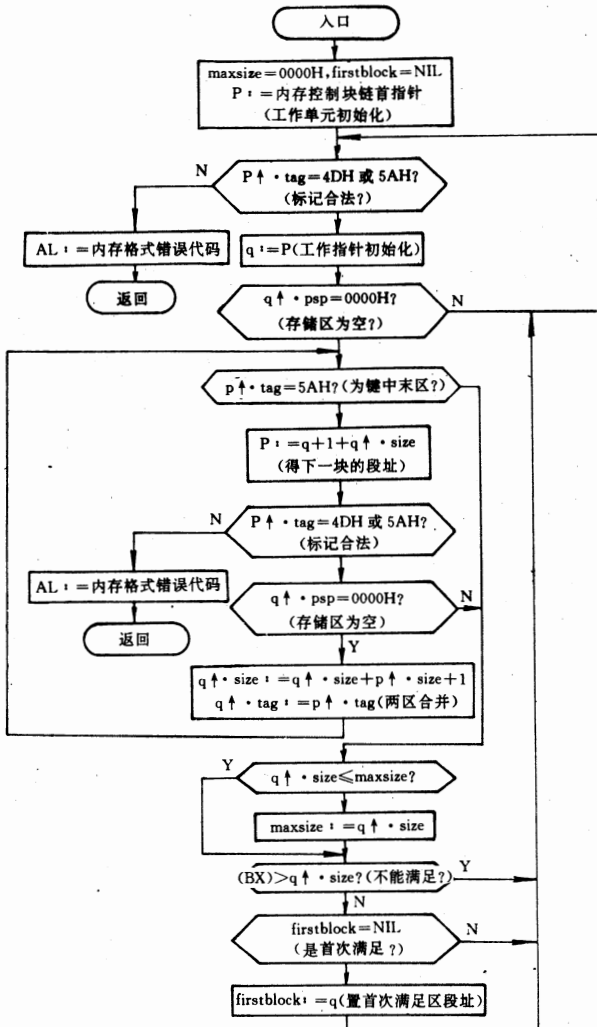 入口
maxsize=0000H,firstblock=NIL
P：=内存控制块链首指针
(工作单元初始化)
N
P↑·tag=4DH 或 5AH?
(标记合法?)
AL：=内存格式错误代码
q：=P(工作指针初始化)
返回
q↑·psp=0000H?
(存储区为空?)
N
p↑·tag=5AH?(为键中末区?)
P：=q+1+q↑·size
(得下一块的段址)
N
P↑·tag=4DH 或 5AH?
(标记合法)
AL：=内存格式错误代码
q↑·psp=0000H?
(存储区为空)
N
返回
Y
q↑·size：=q↑·size+p↑·size+1
q↑·tag：=p↑·tag(两区合并)
Y
q↑·size≤maxsize?
maxsize：=q↑·size
(BX)>q↑·size?(不能满足?)
Y
N
firstblock=NIL
(是首次满足?)
N
firstblock：=q(置首次满足区段址)